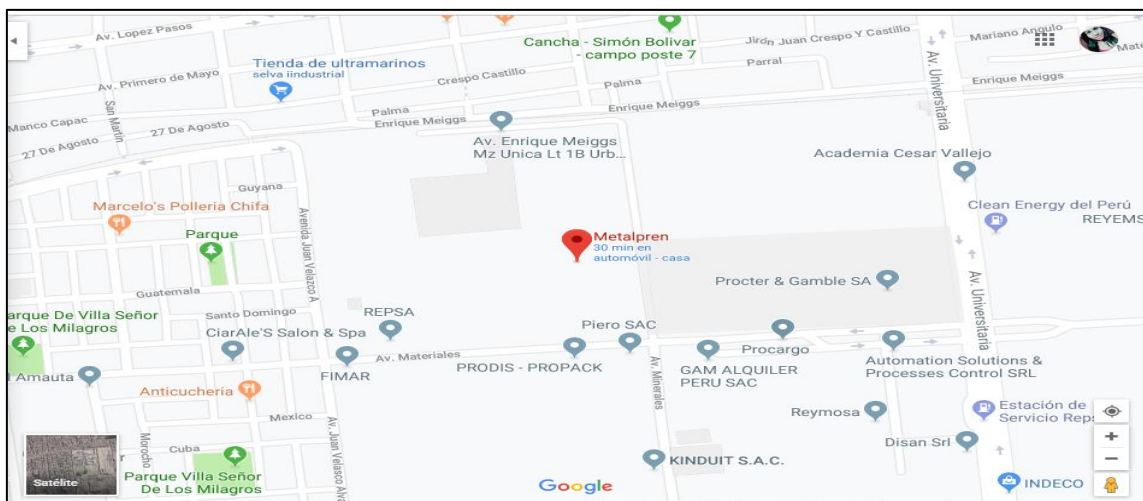 Av. Lopez Pasos
Cancha - Simón Bolivar
- campo poste 7
Jirón Juan Crespo Y Castillo
Mariano Angulo
Av. Universitaria
Tienda de ultramarinos
selva iindustrial
Crespo Castillo
Palma
Parral
Enrique Meiggs
Av. Primero de Mayo
Palma
Enrique Meiggs
Enrique Meiggs
San Martin
Manco Capac
27 De Agosto
27 De Agosto
Av. Enrique Meiggs
Mz Unica Lt 1B Urb...
Academia Cesar Vallejo
Guyana
Marcelo's Polleria Chifa
Clean Energy del Perú
REYEMS
Parque
Avenida Juan Velazco A
Metalpren
30 min en
automóvil - casa
Procter & Gamble SA
Guatemala
Santo Domingo
REPSA
Parque De Villa Señor
De Los Milagros
CiarAle'S Salon & Spa
Piero SAC
Av. Universitaria
Av. Materiales
Procargo
FIMAR
PRODIS - PROPACK
GAM ALQUILER
PERU SAC
Automation Solutions &
Processes Control SRL
Amauta
Anticucheria
Av. Minerales
Mexico
Reymosa
Estación de
Servicio Reps
Av. Juan Velasco Alva
Morocho
Cuba
Disan Srl
KINDUIT S.A.C.
Satélite
Parque Villa Señor
De Los Milagros
Google
INDECO